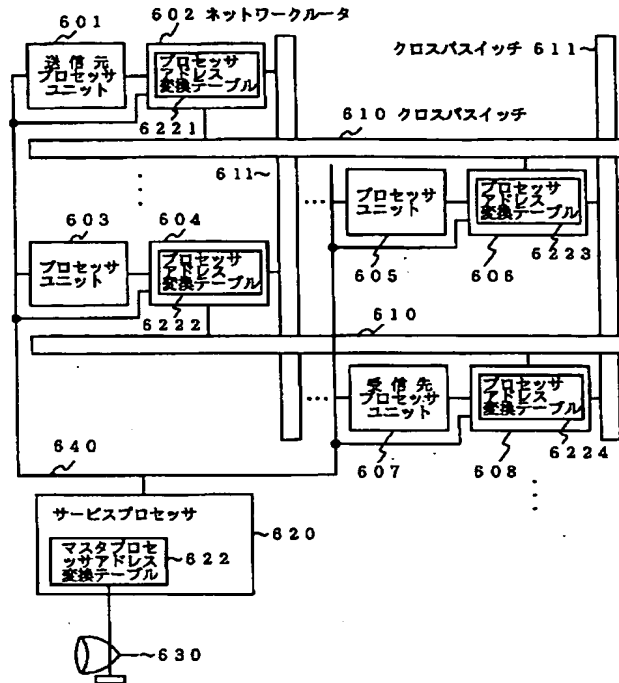 601
602 ネットワークルータ
クロスバスイッチ 611
送信元
プロセッサ
ユニット
プロセッサ
アドレス
変換テーブル
6221
610 クロスバスイッチ
611
プロセッサ
ユニット
プロセッサ
アドレス
変換テーブル
605
606
6223
603
604
プロセッサ
ユニット
プロセッサ
アドレス
変換テーブル
6222
610
受信先
プロセッサ
ユニット
プロセッサ
アドレス
変換テーブル
607
608
6224
640
サービスプロセッサ
620
マスタプロセ
ッサアドレス
変換テーブル
622
630